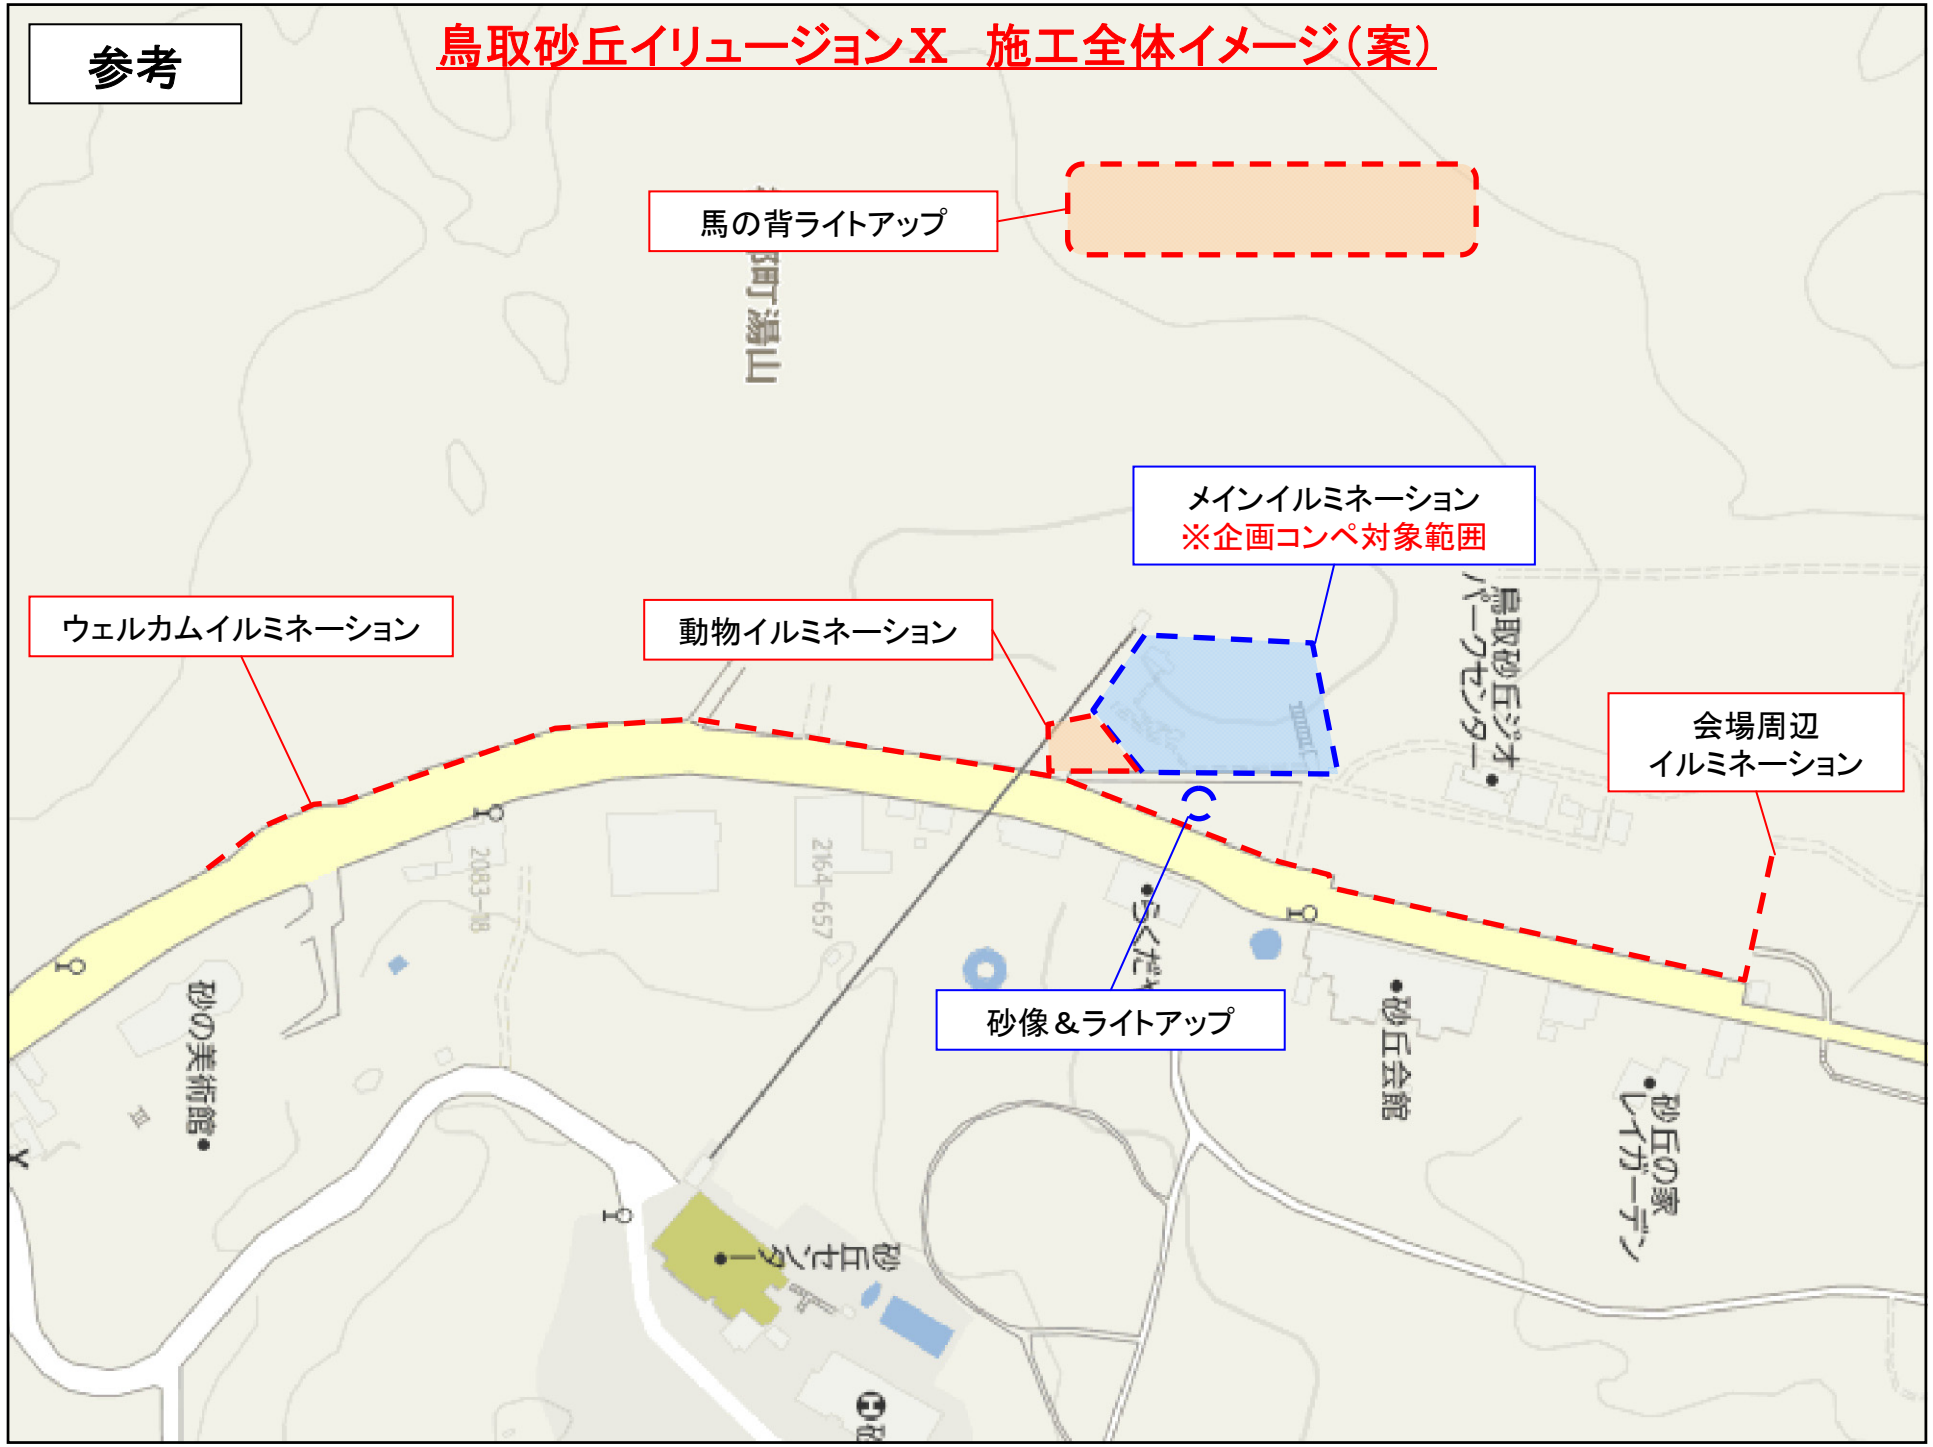 参考
鳥取砂丘イリュージョンⅩ 施工全体イメージ（案）
馬の背ライトアップ
町湯山
メインイルミネーション
※企画コンペ対象範囲
ウェルカムイルミネーション
動物イルミネーション
鳥取砂丘ジオ
パークセンター
会場周辺
イルミネーション
2083-18
2164-657
らくだや
砂の美術館
砂像＆ライトアップ
砂丘会館
砂丘の家
レイガーデン
砂丘センター
H砂